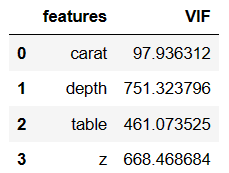 features VIF
0 carat 97.936312
1 depth 751.323796
2 table 461.073525
3 z 668.468684